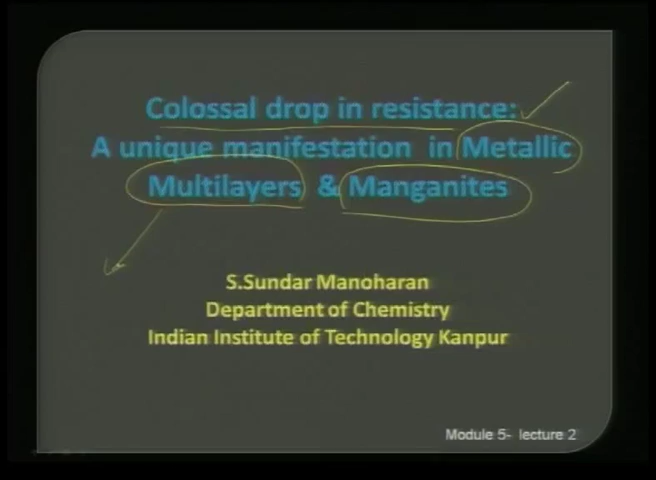 Colossal drop in resistance:
A unique manifestation in Metallic
Multilayers & Manganites
S.Sundar Manoharan
Department of Chemistry
Indian Institute of Technology Kanpur
Module 5- lecture 2